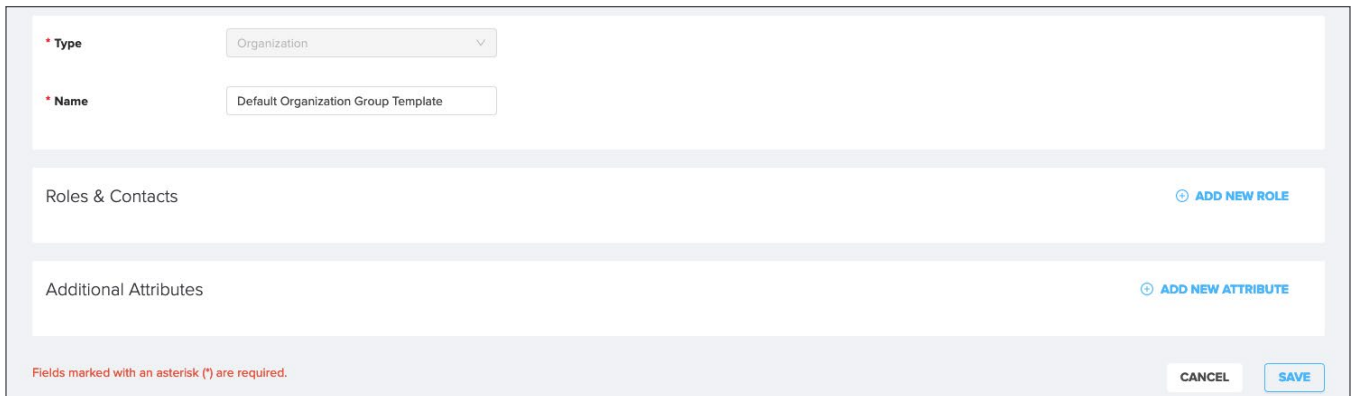 * Type
Organization
* Name
Default Organization Group Template
Roles & Contacts
ADD NEW ROLE
Additional Attributes
ADD NEW ATTRIBUTE
Fields marked with an asterisk (*) are required.
CANCEL
SAVE